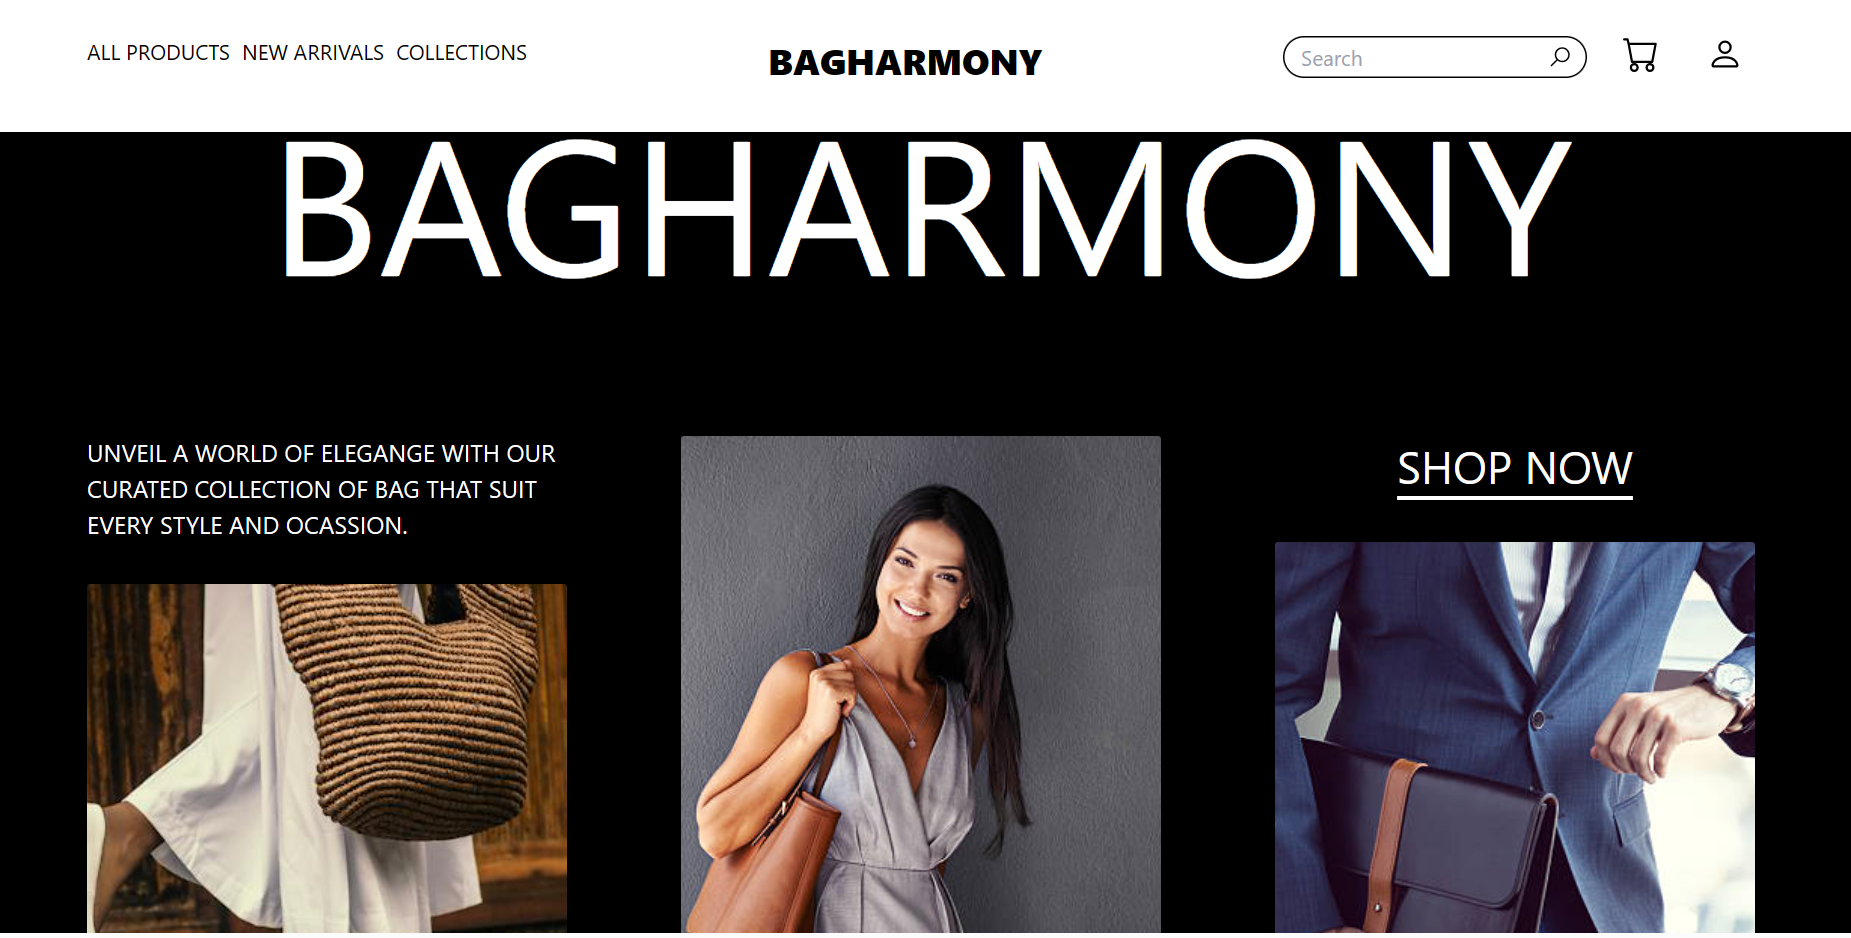 ALL PRODUCTS NEW ARRIVALS COLLECTIONS
BAGHARMONY
Search
BAGHARMONY
UNVEIL A WORLD OF ELEGANGE WITH OUR
CURATED COLLECTION OF BAG THAT SUIT
EVERY STYLE AND OCASSION.
SHOP NOW